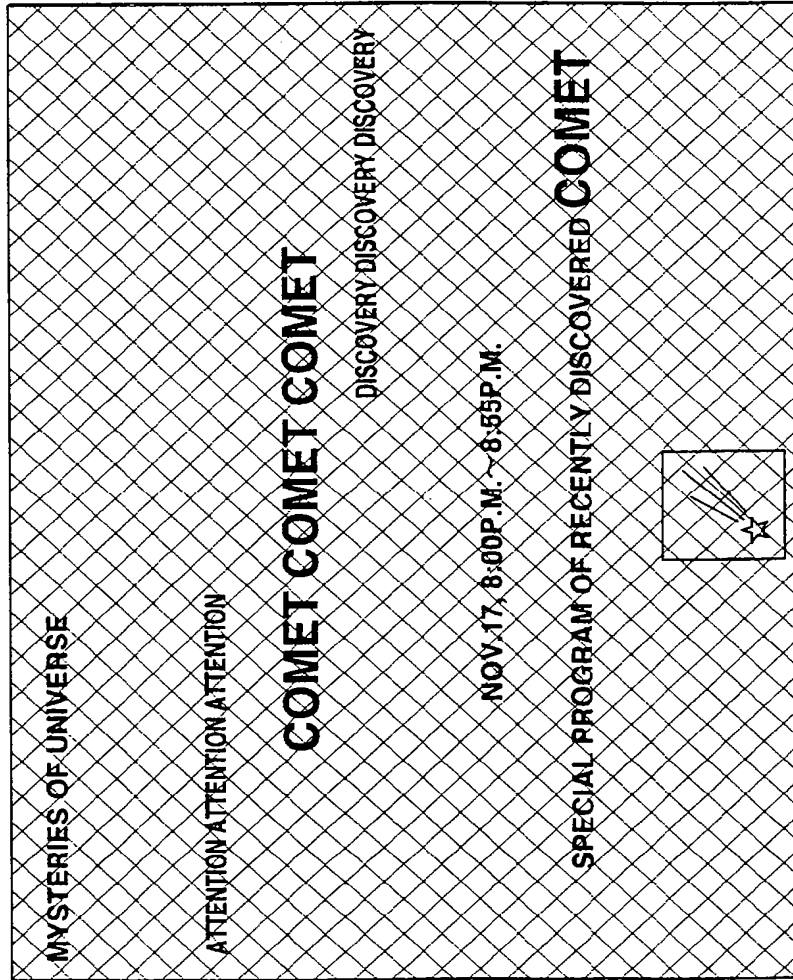 MYSTERIES OF UNIVERSE
ATTENTION ATTENTION ATTENTION
COMET COMET COMET
DISCOVERY DISCOVERY DISCOVERY
NOV.17, 8:00P.M.~8:55P.M.
SPECIAL PROGRAM OF RECENTLY DISCOVERED COMET